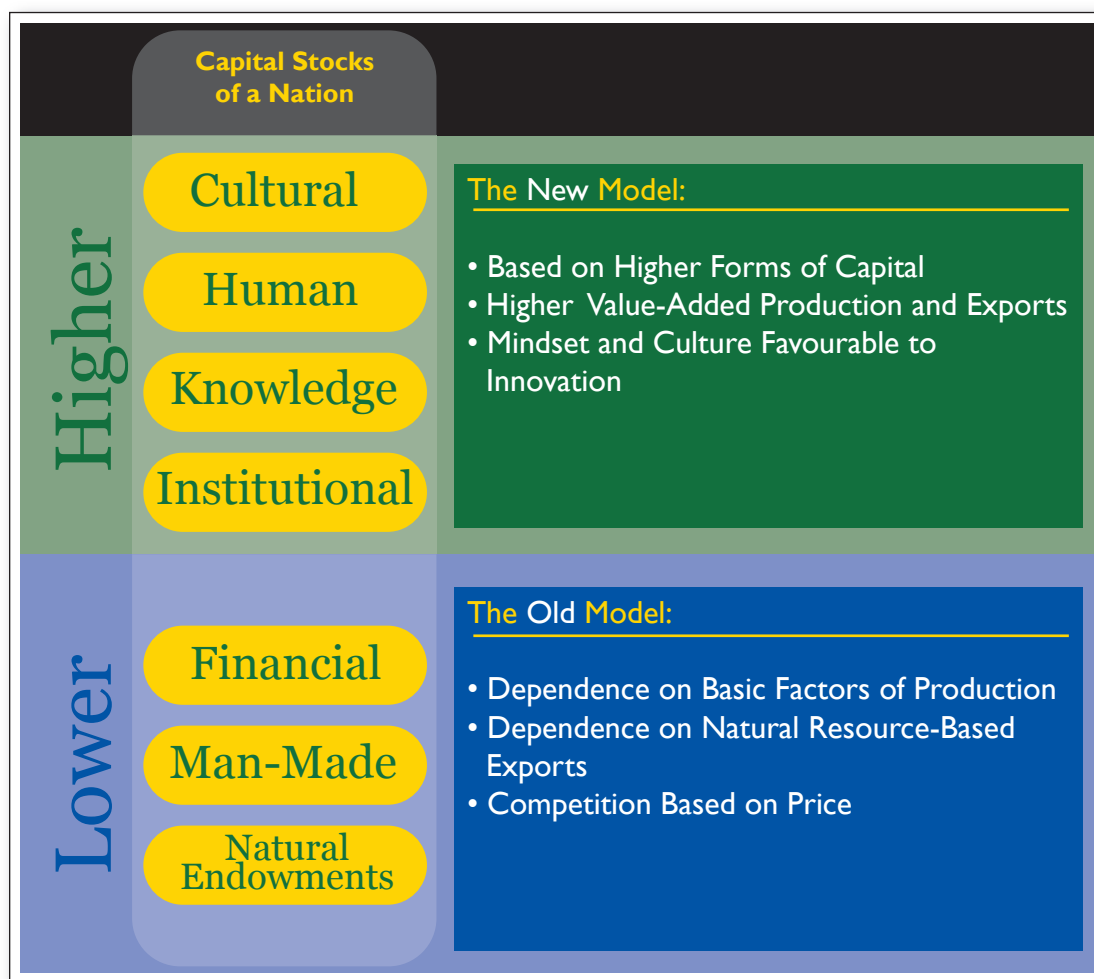 Capital Stocks
of a Nation
Higher
Cultural
Human
Knowledge
Institutional
The New Model:
• Based on Higher Forms of Capital
• Higher Value-Added Production and Exports
• Mindset and Culture Favourable to
Innovation
Lower
Financial
Man-Made
Natural
Endowments
The Old Model:
• Dependence on Basic Factors of Production
• Dependence on Natural Resource-Based
Exports
• Competition Based on Price